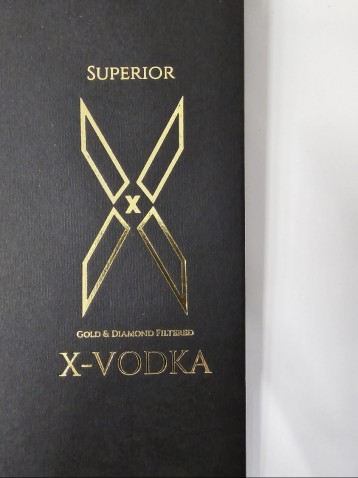 SUPERIOR
X
GOLD & DIAMOND FILTERED
X-VODKA